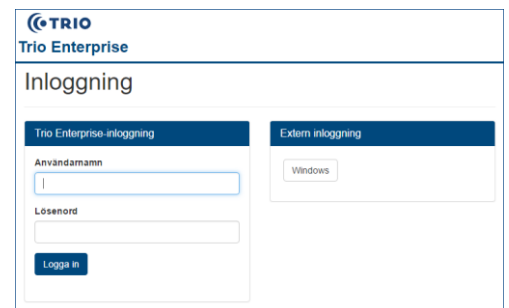 TRIO
Trio Enterprise
Inloggning
Trio Enterprise-inloggning
Användarnamn
Lösenord
Logga in
Extern inloggning
Windows